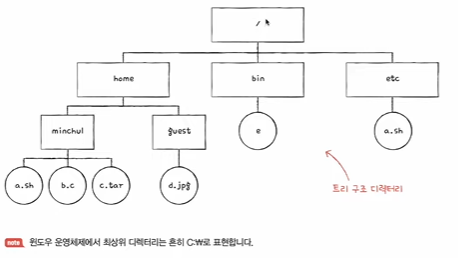 /
home bin etc
minchul guest e a.sh
a.sh b.c c.tar d.jpg
트리 구조 디렉터리
note 윈도우 운영체제에서 최상위 디렉터리는 흔히 C:₩로 표현합니다.